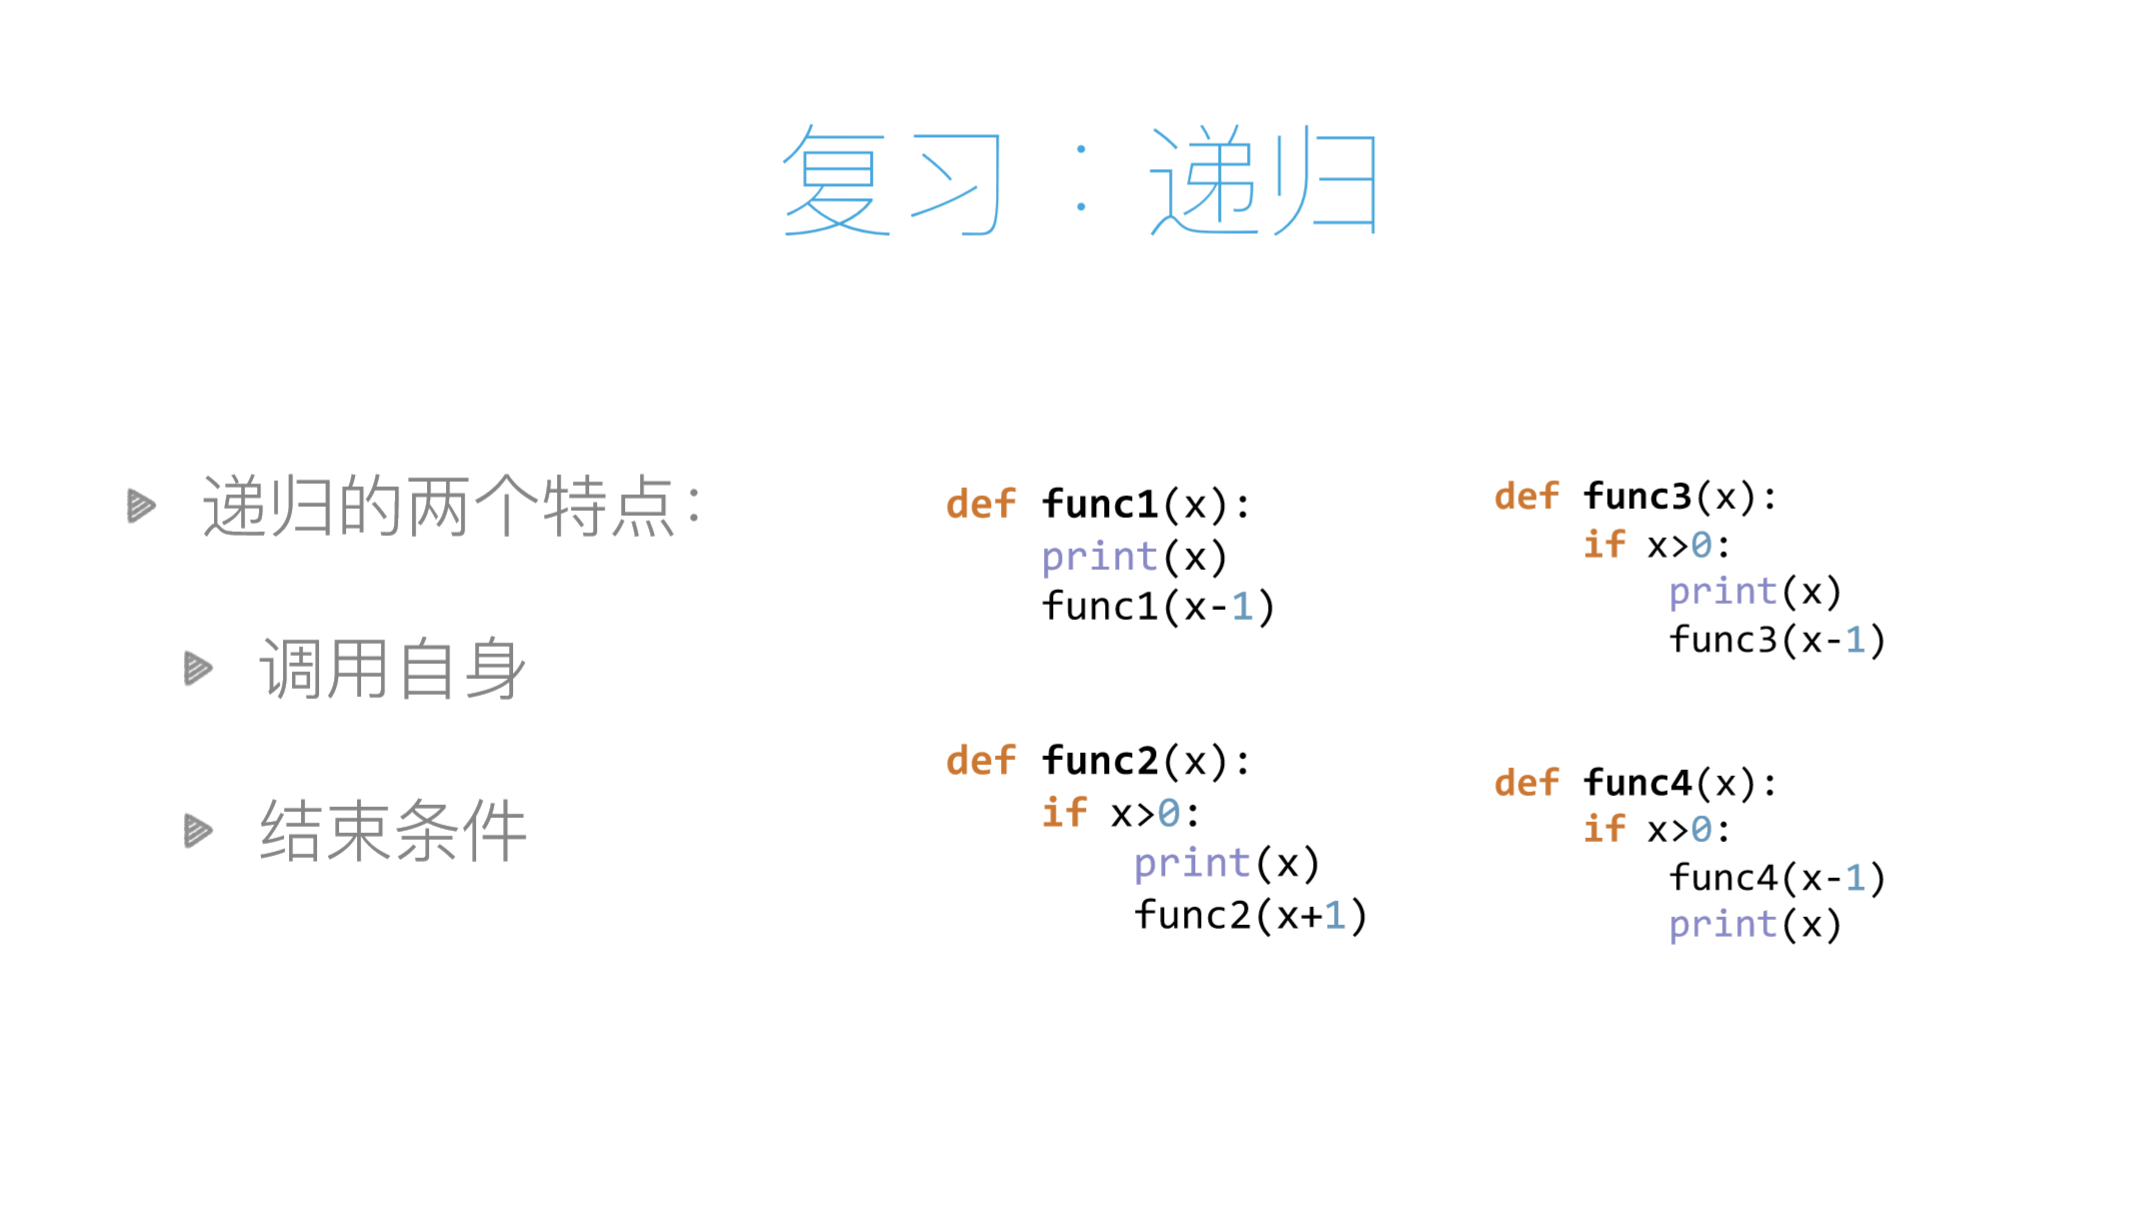 复习：递归
递归的两个特点：
调用自身
结束条件
def func1(x):
    print(x)
    func1(x-1)
def func2(x):
    if x>0:
        print(x)
        func2(x+1)
def func3(x):
    if x>0:
        print(x)
        func3(x-1)
def func4(x):
    if x>0:
        func4(x-1)
        print(x)